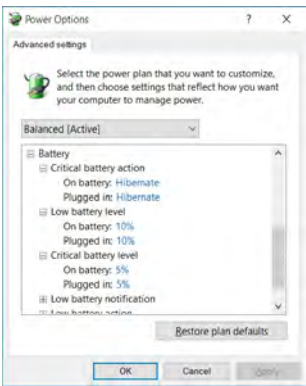 Power Options
Advanced settings
Select the power plan that you want to customize,
and then choose settings that reflect how you want
your computer to manage power.
Balanced [Active]
Battery
Critical battery action
On battery: Hibernate
Plugged in: Hibernate
Low battery level
On battery: 10%
Plugged in: 10%
Critical battery level
On battery: 5%
Plugged in: 5%
Low battery notification
Low battery action
Restore plan defaults
OK
Cancel
Apply